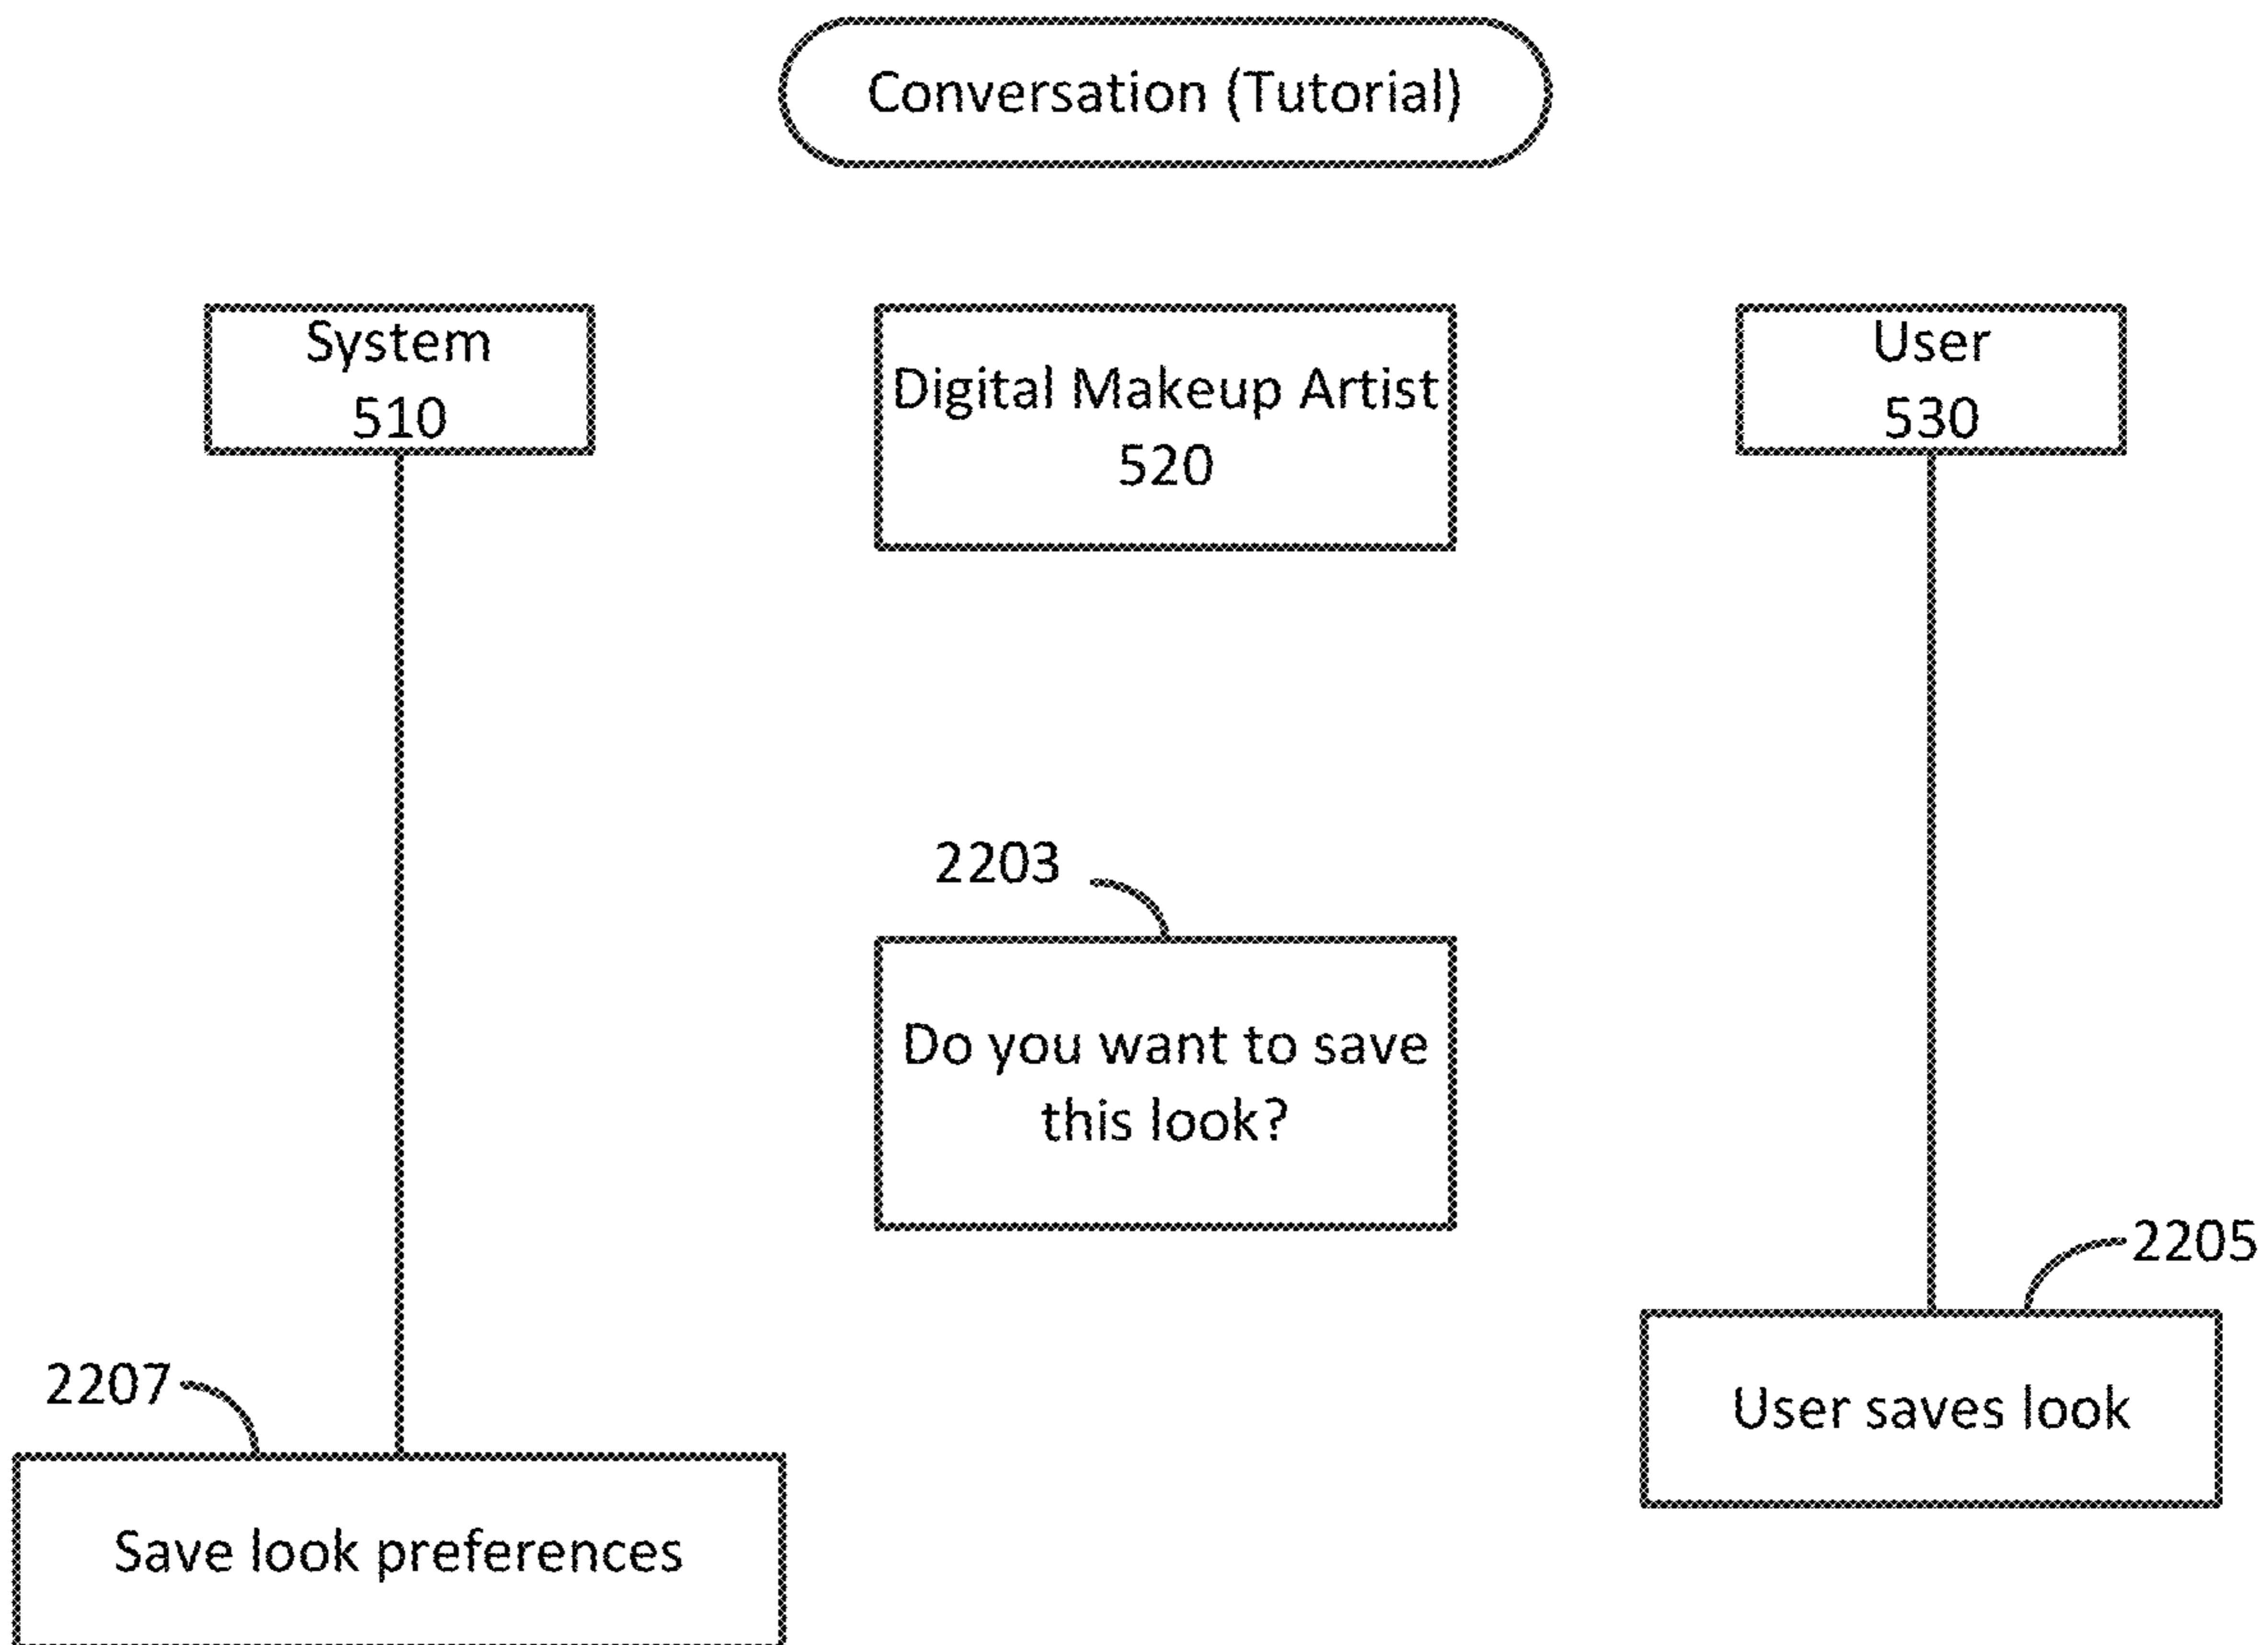 Conversation (Tutorial)
System
510
Digital Makeup Artist
520
User
530
2203
Do you want to save
this look?
2205
User saves look
2207
Save look preferences